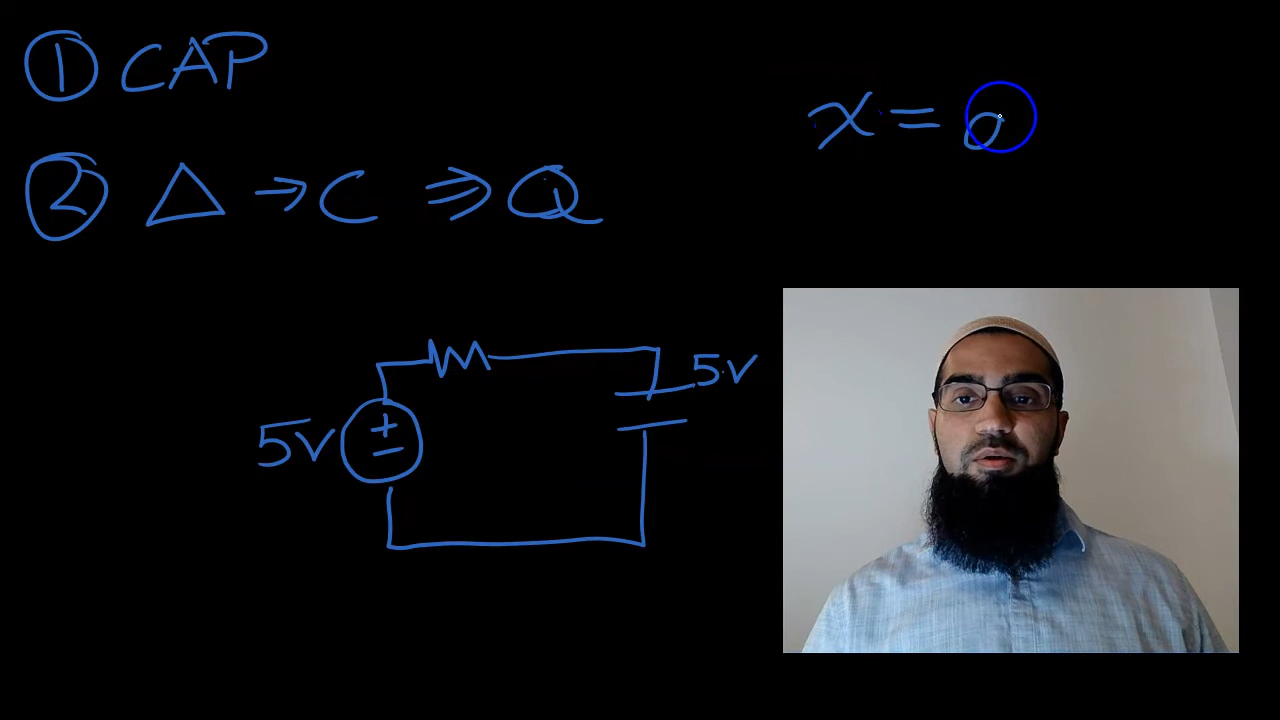 ① CAP
② △ → C ⇒ Q
x = 0
5V
+
-
5V